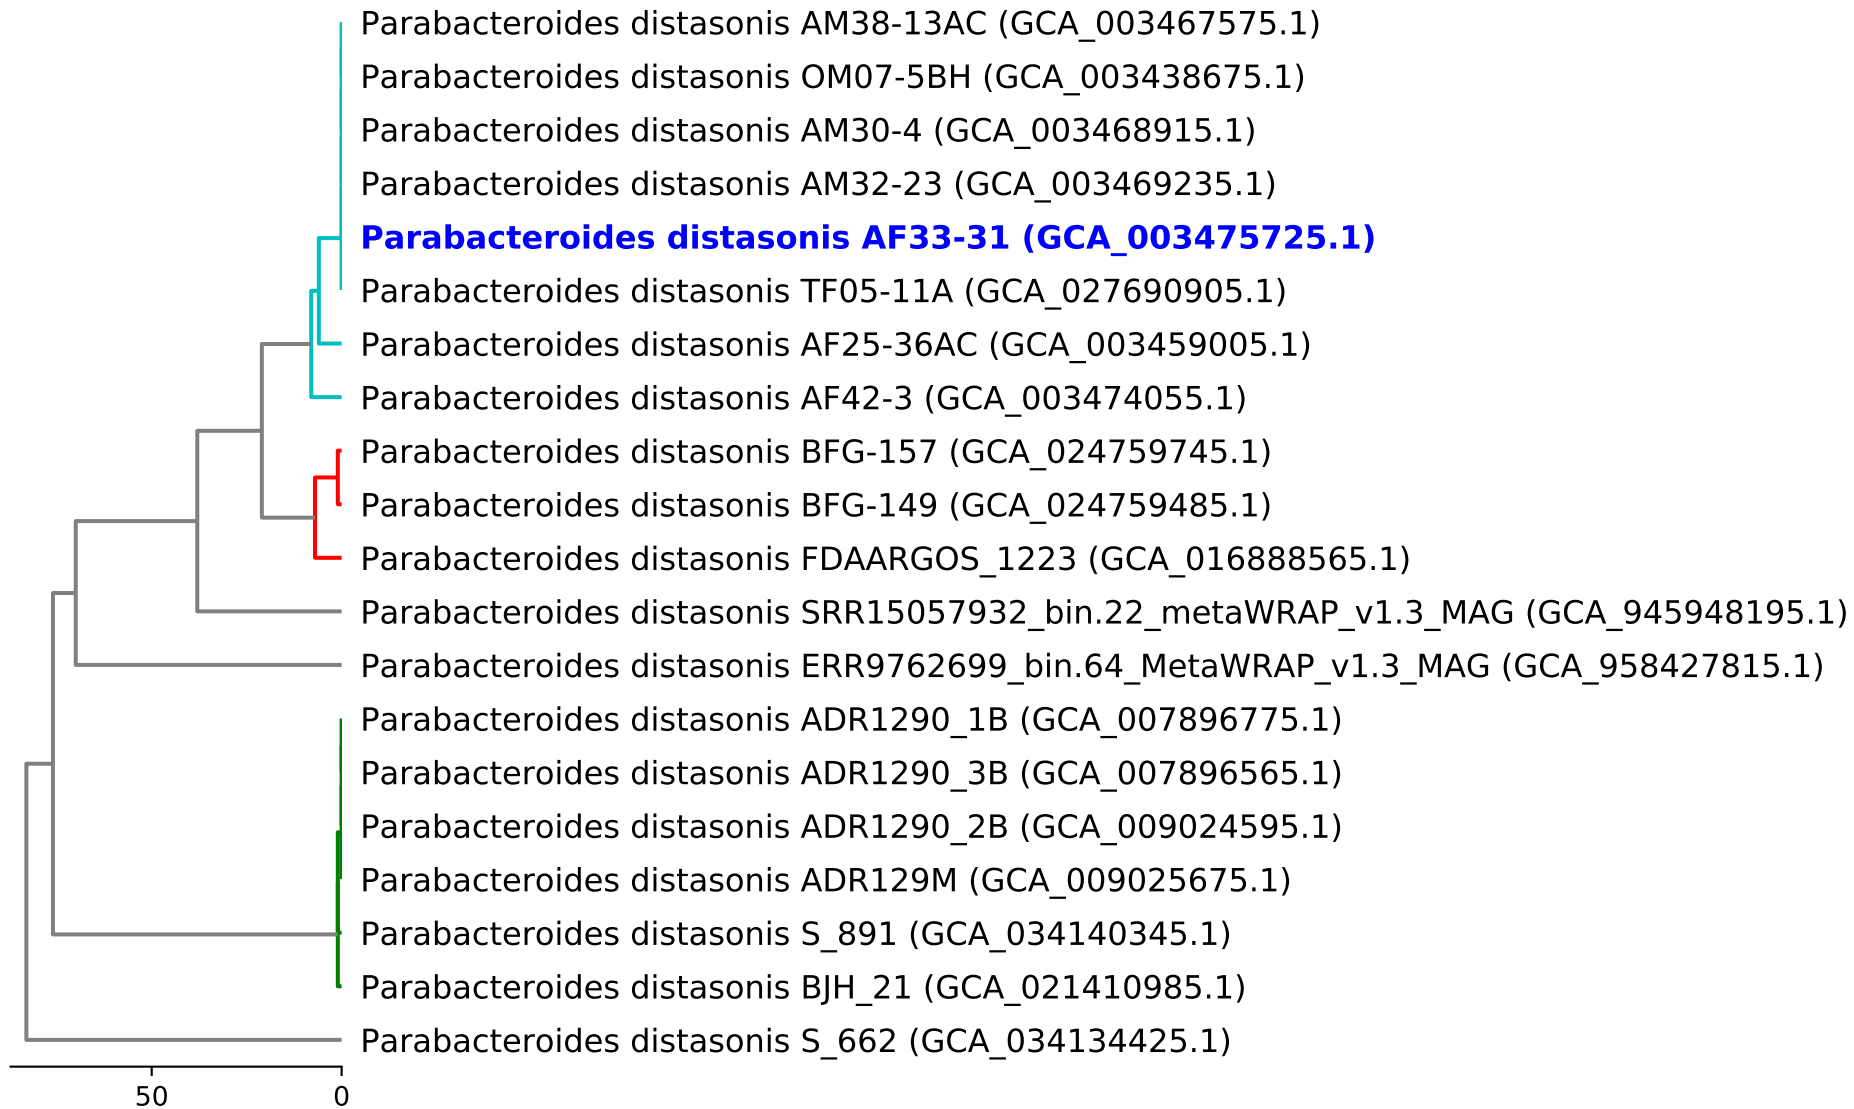 Parabacteroides distasonis AM38-13AC (GCA_003467575.1)
Parabacteroides distasonis OM07-5BH (GCA_003438675.1)
Parabacteroides distasonis AM30-4 (GCA_003468915.1)
Parabacteroides distasonis AM32-23 (GCA_003469235.1)
Parabacteroides distasonis AF33-31 (GCA_003475725.1)
Parabacteroides distasonis TF05-11A (GCA_027690905.1)
Parabacteroides distasonis AF25-36AC (GCA_003459005.1)
Parabacteroides distasonis AF42-3 (GCA_003474055.1)
Parabacteroides distasonis BFG-157 (GCA_024759745.1)
Parabacteroides distasonis BFG-149 (GCA_024759485.1)
Parabacteroides distasonis FDAARGOS_1223 (GCA_016888565.1)
Parabacteroides distasonis SRR15057932_bin.22_metaWRAP_v1.3_MAG (GCA_945948195.1)
Parabacteroides distasonis ERR9762699_bin.64_MetaWRAP_v1.3_MAG (GCA_958427815.1)
Parabacteroides distasonis ADR1290_1B (GCA_007896775.1)
Parabacteroides distasonis ADR1290_3B (GCA_007896565.1)
Parabacteroides distasonis ADR1290_2B (GCA_009024595.1)
Parabacteroides distasonis ADR129M (GCA_009025675.1)
Parabacteroides distasonis S_891 (GCA_034140345.1)
Parabacteroides distasonis BJH_21 (GCA_021410985.1)
Parabacteroides distasonis S_662 (GCA_034134425.1)
50 0